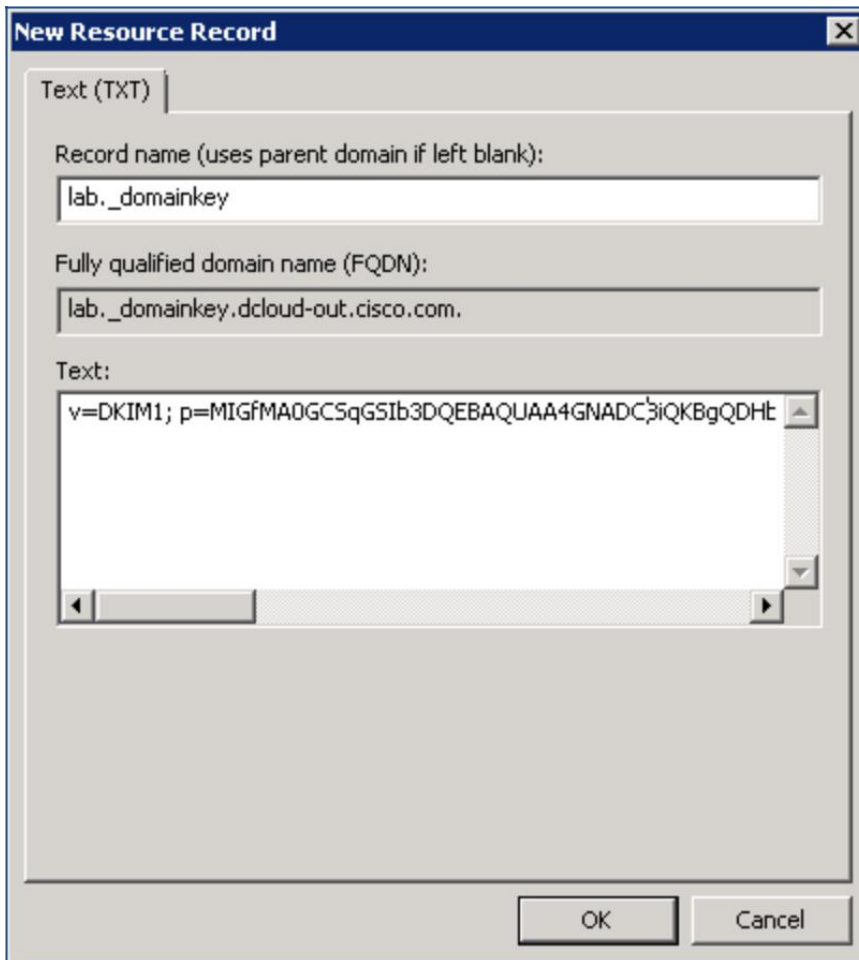 New Resource Record
Text (TXT)
Record name (uses parent domain if left blank):
lab._domainkey
Fully qualified domain name (FQDN):
lab._domainkey.dcloud-out.cisco.com.
Text:
v=DKIM1; p=MIGfMA0GCSqGSIb3DQEBAQUAA4GNADCBiQKBgQDHb
OK
Cancel